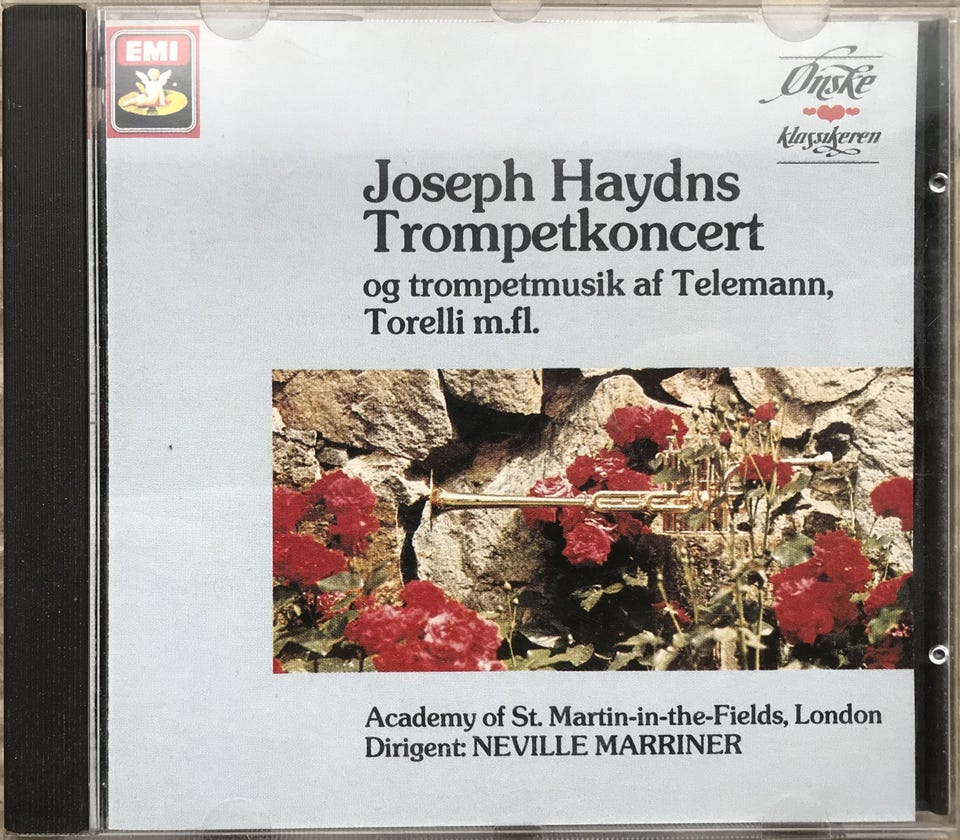 EMI
Ønske
klassikeren
Joseph Haydns
Trompetkoncert
og trompetmusik af Telemann,
Torelli m.fl.
Academy of St. Martin-in-the-Fields, London
Dirigent: NEVILLE MARRINER